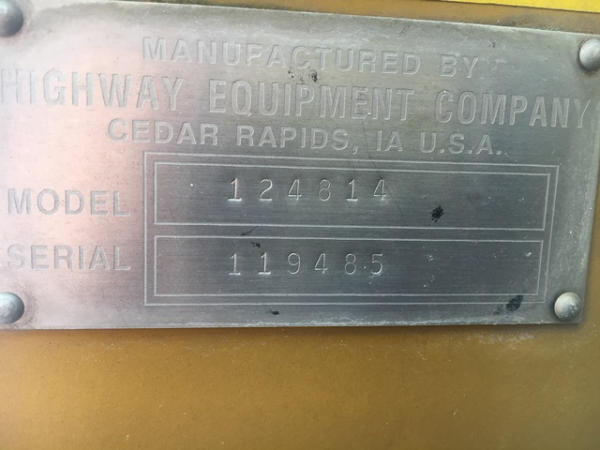 MANUFACTURED BY
HIGHWAY EQUIPMENT COMPANY
CEDAR RAPIDS, IA U.S.A.
MODEL 124814
SERIAL 119485